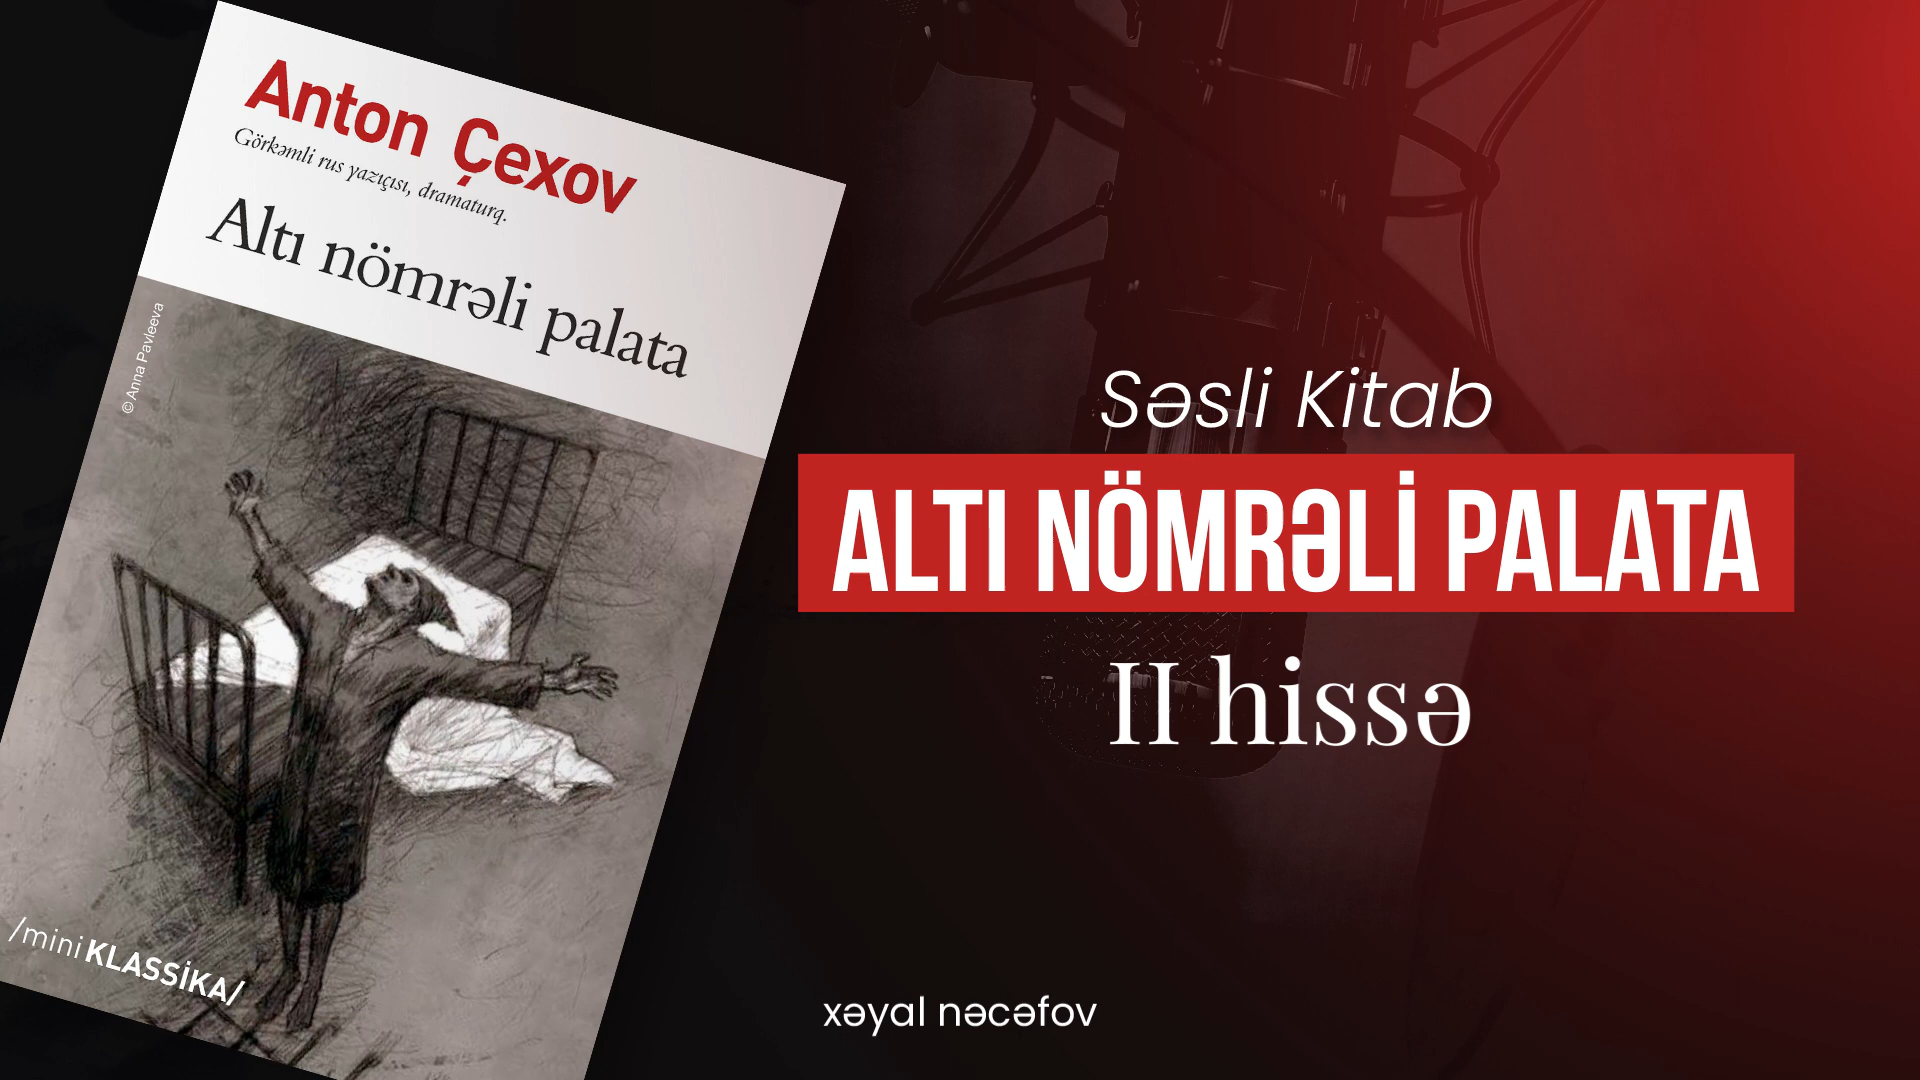 Anton Çexov
Görkəmli rus yazıçısı, dramaturq.
Altı nömrəli palata
© Anna Pavleeva
/mini KLASSİKA/
Səsli Kitab
ALTI NÖMRƏLİ PALATA
II hissə
xəyal nəcəfov